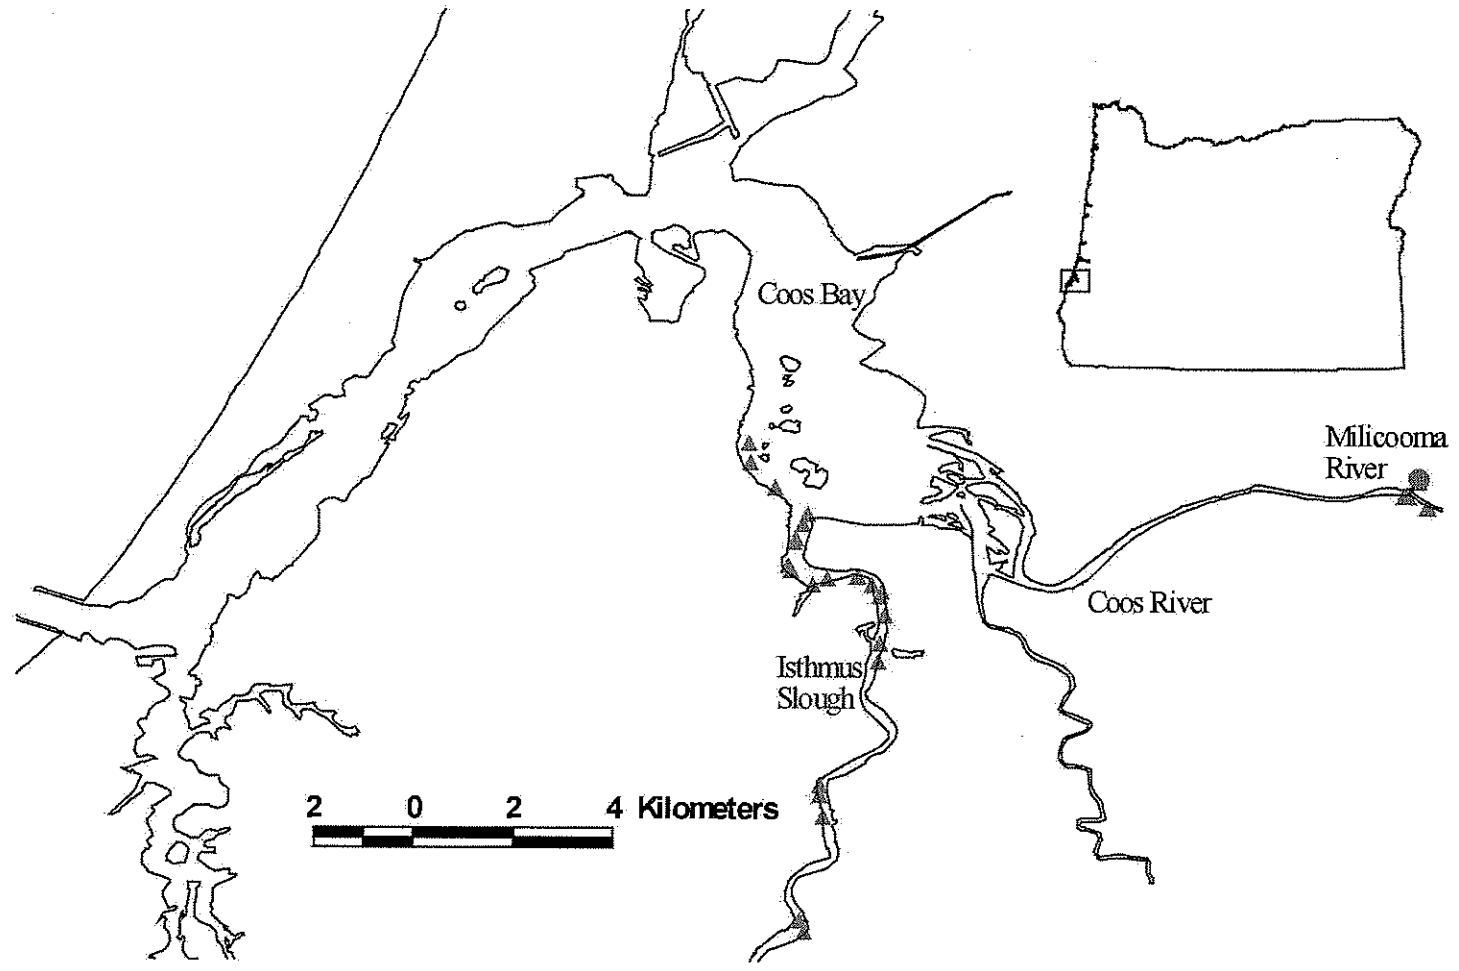 Coos Bay
Milicooma
River
Coos River
Isthmus
Slough
2 0 2 4 Kilometers